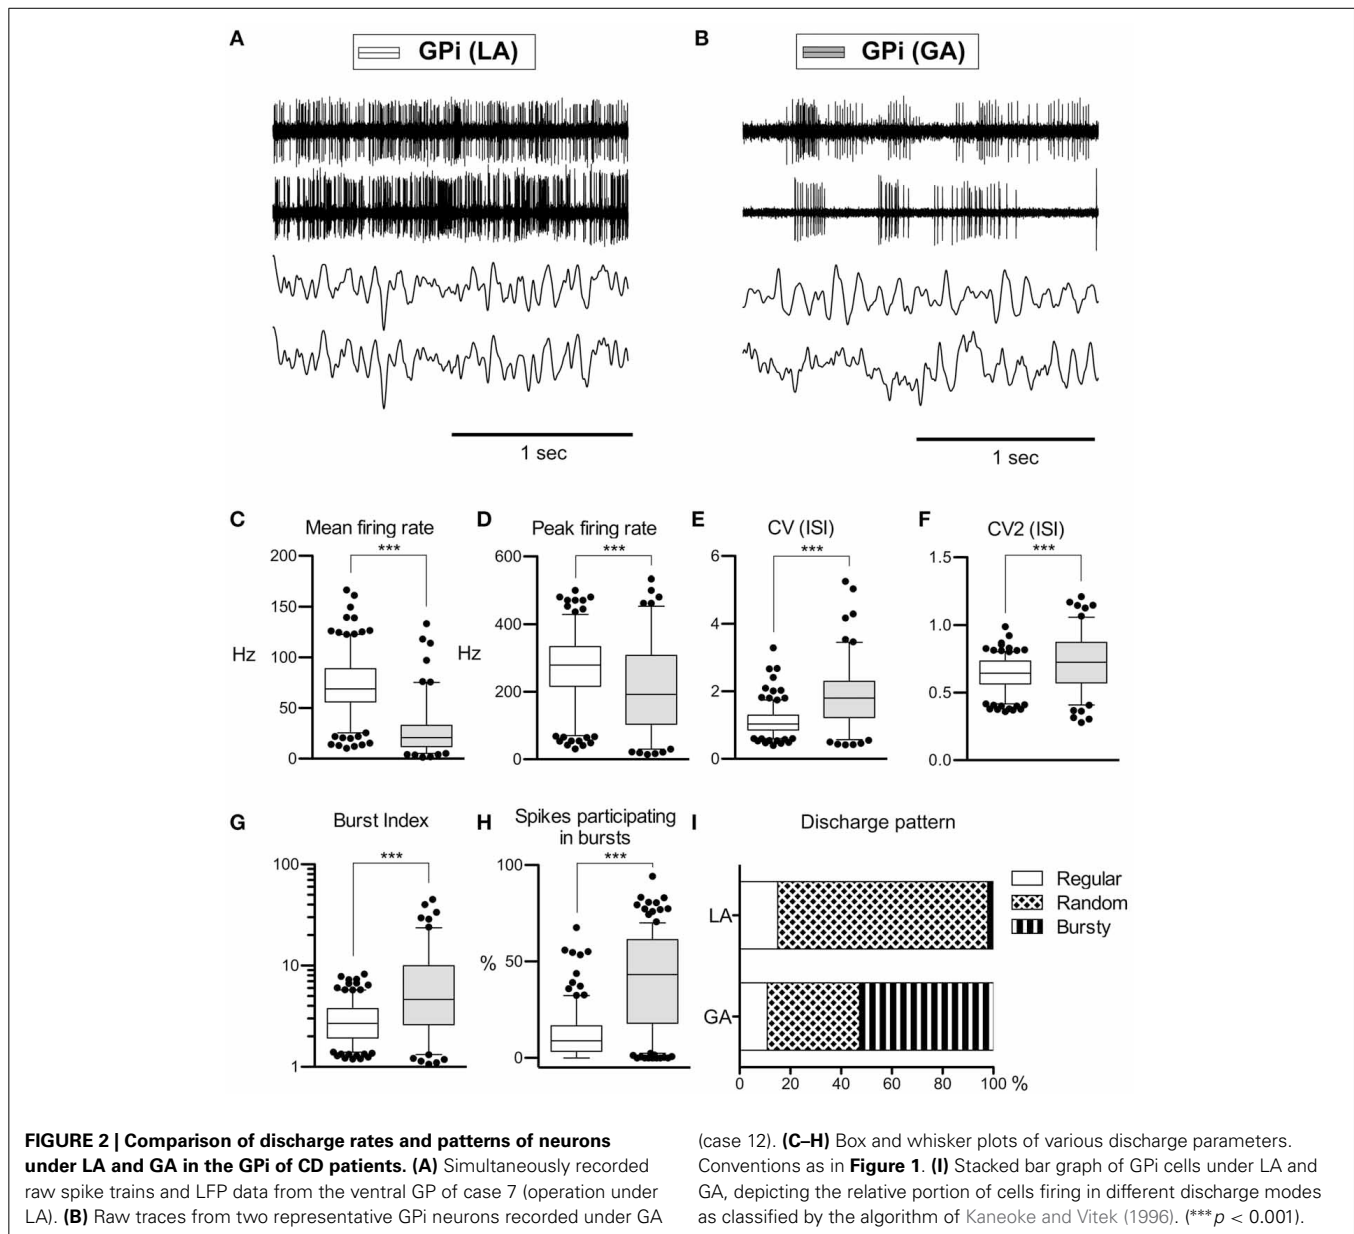 A
GPi (LA)
B
GPi (GA)
1 sec
1 sec
C
Mean firing rate
***
200
150
100
50
0
Hz
D
Peak firing rate
***
600
400
200
0
Hz
E
CV (ISI)
***
6
4
2
0
F
CV2 (ISI)
***
1.5
1.0
0.5
0.0
G
Burst Index
***
100
10
1
H
Spikes participating
in bursts
***
100
50
0
%
I
Discharge pattern
LA
GA
Regular
Random
Bursty
0 20 40 60 80 100 %
FIGURE 2 | Comparison of discharge rates and patterns of neurons
under LA and GA in the GPi of CD patients. (A) Simultaneously recorded
raw spike trains and LFP data from the ventral GP of case 7 (operation under
LA). (B) Raw traces from two representative GPi neurons recorded under GA
(case 12). (C–H) Box and whisker plots of various discharge parameters.
Conventions as in Figure 1. (I) Stacked bar graph of GPi cells under LA and
GA, depicting the relative portion of cells firing in different discharge modes
as classified by the algorithm of Kaneoke and Vitek (1996). (***p < 0.001).